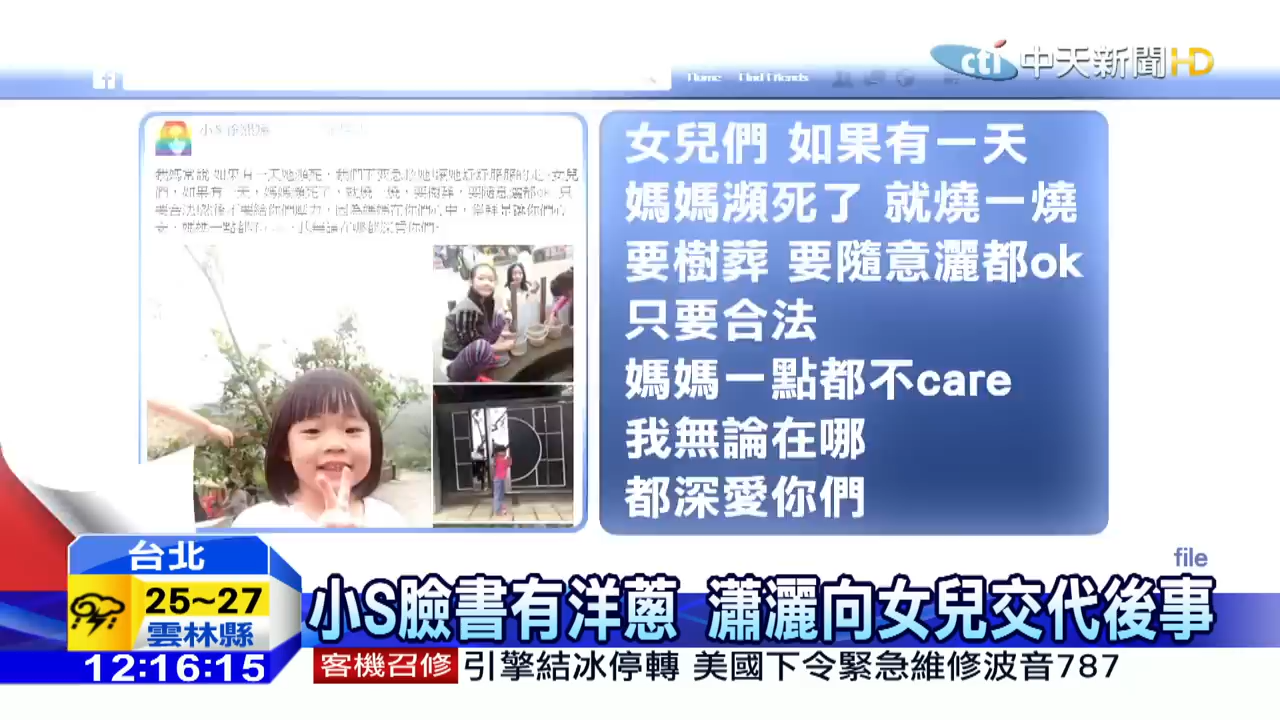 cti 中天新聞HD
Home Find Friends
女兒們 如果有一天
媽媽瀕死了 就燒一燒
要樹葬 要隨意灑都ok
只要合法
媽媽一點都不care
我無論在哪
都深愛你們
file
台北
25~27
雲林縣
12:16:15
小S臉書有洋蔥 瀟灑向女兒交代後事
客機召修 引擎結冰停轉 美國下令緊急維修波音787